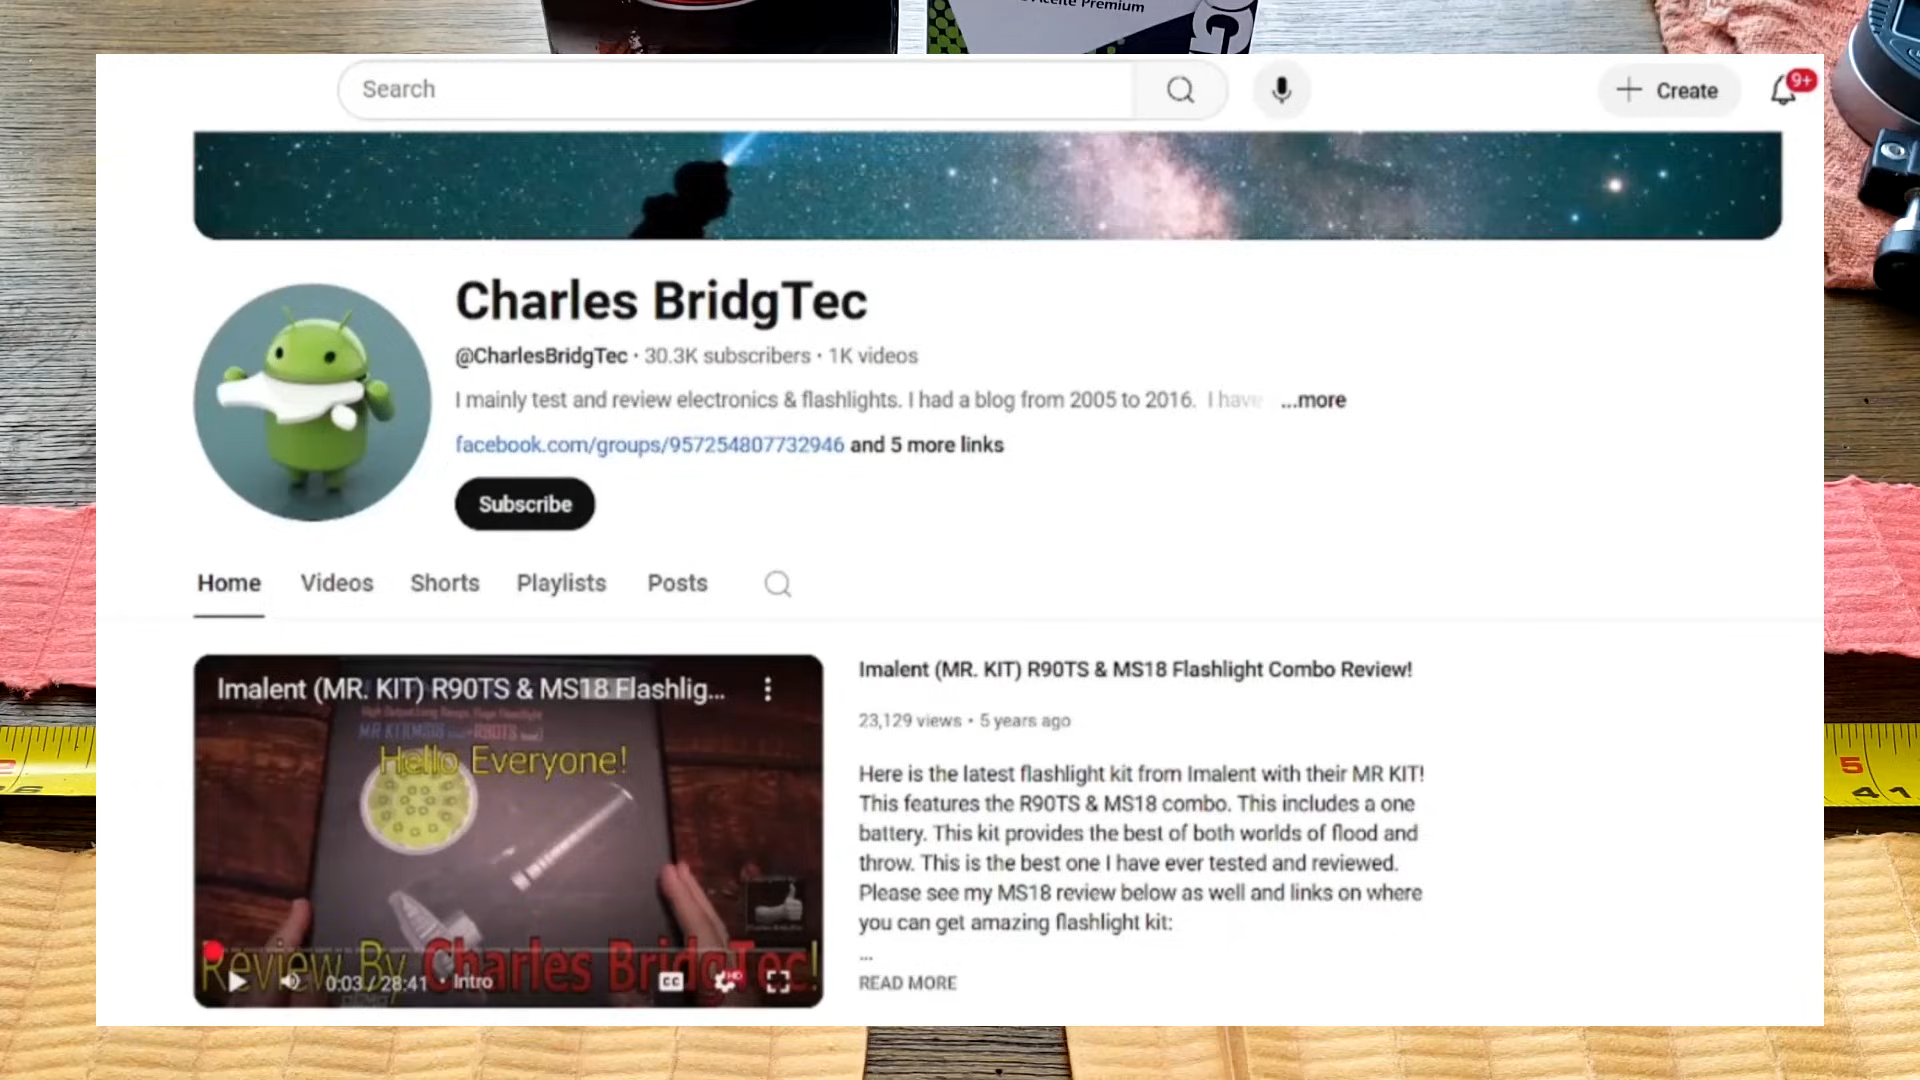 Aceite Premium
Search
Create
9+
Charles BridgTec
@CharlesBridgTec · 30.3K subscribers · 1K videos
I mainly test and review electronics & flashlights. I had a blog from 2005 to 2016. I have ...more
facebook.com/groups/957254807732946 and 5 more links
Subscribe
Home Videos Shorts Playlists Posts
Imalent (MR. KIT) R90TS & MS18 Flashlig...
Hello Everyone!
Review By Charles BridgTec!
0:03 / 28:41 · Intro
CC
HD
Imalent (MR. KIT) R90TS & MS18 Flashlight Combo Review!
23,129 views · 5 years ago
Here is the latest flashlight kit from Imalent with their MR KIT!
This features the R90TS & MS18 combo. This includes a one
battery. This kit provides the best of both worlds of flood and
throw. This is the best one I have ever tested and reviewed.
Please see my MS18 review below as well and links on where
you can get amazing flashlight kit:
...
READ MORE
5
41